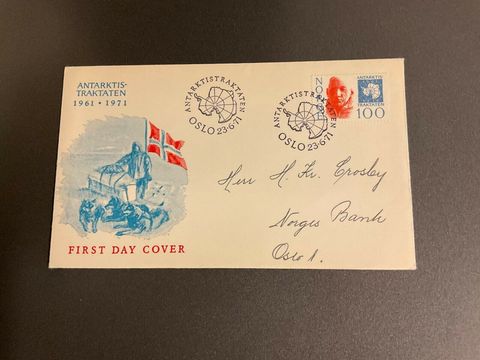 ANTARKTIS-
TRAKTATEN
1961 • 1971
FIRST DAY COVER
ANTARKTISTRAKTATEN
OSLO 23-6-71
ANTARKTISTRAKTATEN
OSLO 23-6-71
NORGE
ANTARKTIS-
TRAKTATEN
100
Herr H. Kr. Crosby
Norges Bank
Oslo 1.